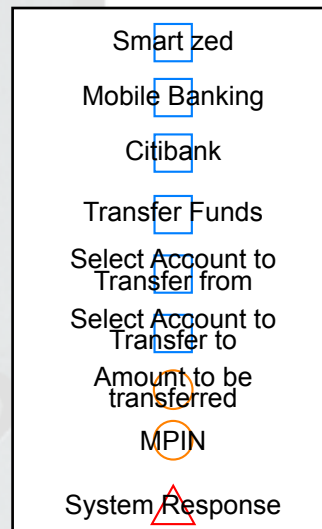 Smart zed
Mobile Banking
Citibank
Transfer Funds
Select Account to
Transfer from
Select Account to
Transfer to
Amount to be
transferred
MPIN
System Response